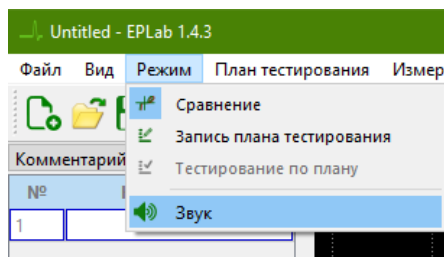 Untitled - EPLab 1.4.3
Файл Вид Режим План тестирования Измер
Сравнение
Запись плана тестирования
Тестирование по плану
Комментарий
№
Звук
1